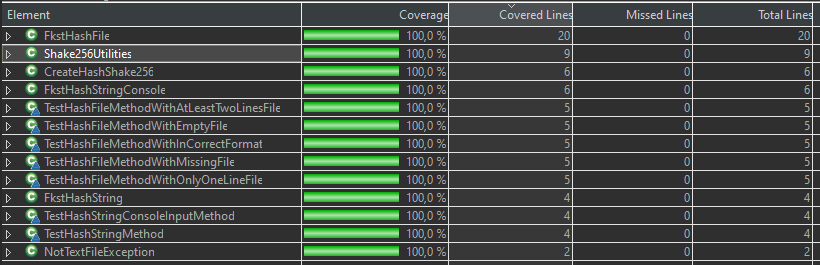 Element Coverage Covered Lines Missed Lines Total Lines
FkstHashFile 100,0 % 20 0 20
Shake256Utilities 100,0 % 9 0 9
CreateHashShake256 100,0 % 6 0 6
FkstHashStringConsole 100,0 % 6 0 6
TestHashFileMethodWithAtLeastTwoLinesFile 100,0 % 5 0 5
TestHashFileMethodWithEmptyFile 100,0 % 5 0 5
TestHashFileMethodWithInCorrectFormat 100,0 % 5 0 5
TestHashFileMethodWithMissingFile 100,0 % 5 0 5
TestHashFileMethodWithOnlyOneLineFile 100,0 % 5 0 5
FkstHashString 100,0 % 4 0 4
TestHashStringConsoleInputMethod 100,0 % 4 0 4
TestHashStringMethod 100,0 % 4 0 4
NotTextFileException 100,0 % 2 0 2